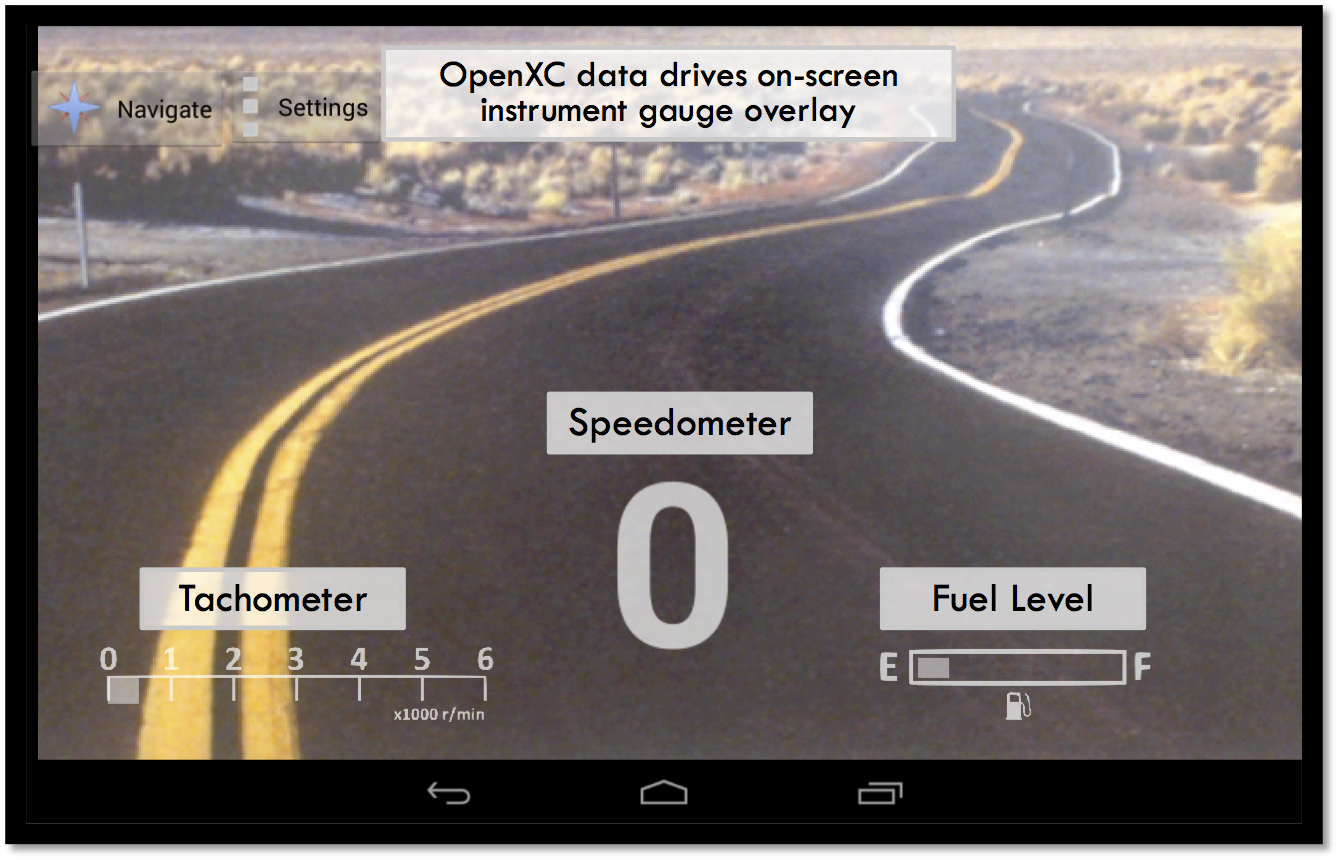 Navigate
Settings
OpenXC data drives on-screen
instrument gauge overlay
Speedometer
0
Tachometer
0 1 2 3 4 5 6
x1000 r/min
Fuel Level
E F